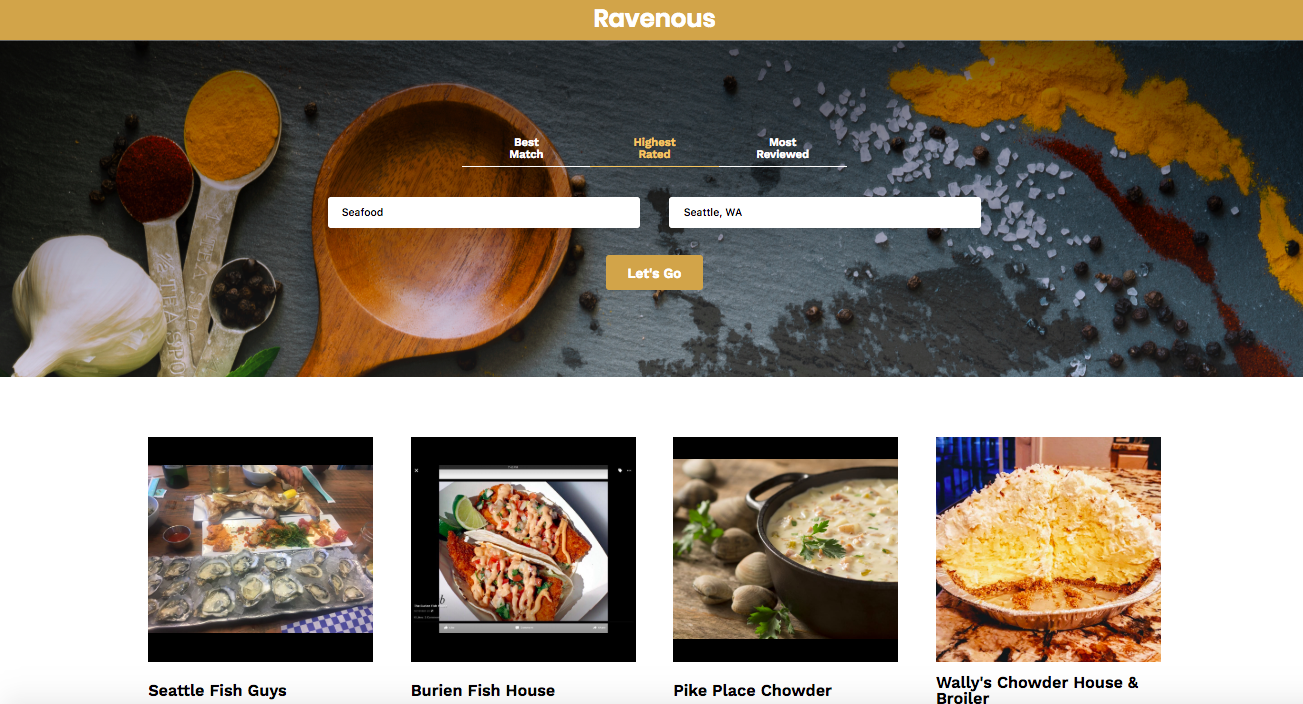 Ravenous
Best
Match
Highest
Rated
Most
Reviewed
Seafood
Seattle, WA
Let's Go
Seattle Fish Guys
Burien Fish House
Pike Place Chowder
Wally's Chowder House &
Broiler